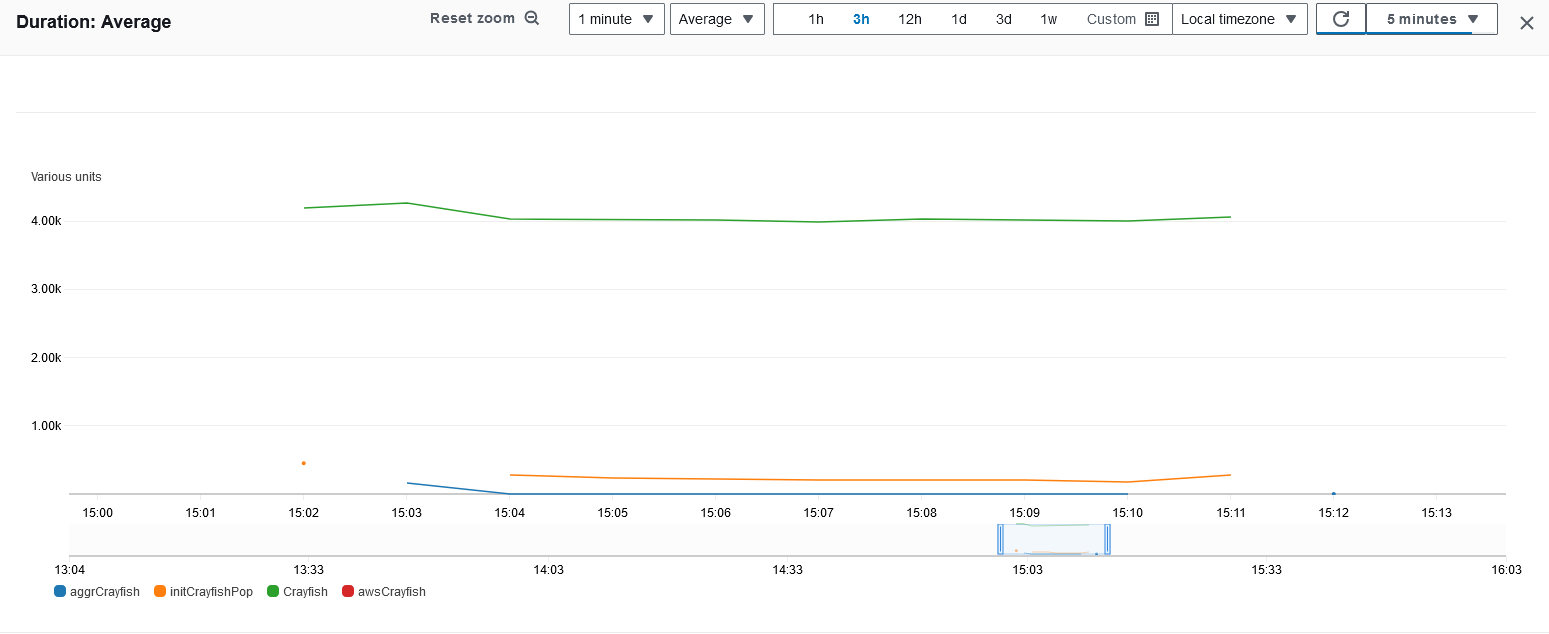 Duration: Average Reset zoom 1 minute Average 1h 3h 12h 1d 3d 1w Custom Local timezone 5 minutes
Various units
4.00k
3.00k
2.00k
1.00k
15:00 15:01 15:02 15:03 15:04 15:05 15:06 15:07 15:08 15:09 15:10 15:11 15:12 15:13
13:04 13:33 14:03 14:33 15:03 15:33 16:03
aggrCrayfish initCrayfishPop Crayfish awsCrayfish